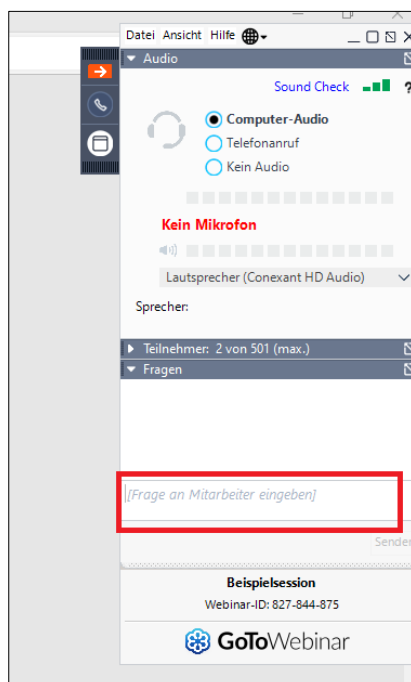 Datei Ansicht Hilfe
Audio
Sound Check ?
Computer-Audio
Telefonanruf
Kein Audio
Kein Mikrofon
Lautsprecher (Conexant HD Audio)
Sprecher:
Teilnehmer: 2 von 501 (max.)
Fragen
[Frage an Mitarbeiter eingeben]
Senden
Beispielsession
Webinar-ID: 827-844-875
GoToWebinar